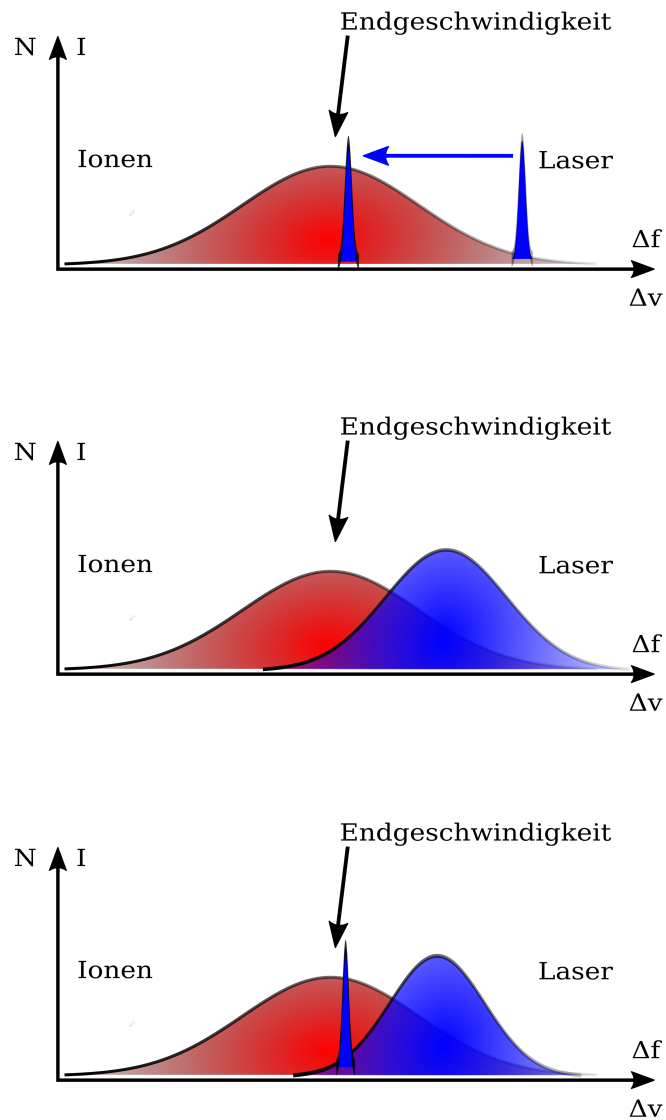 Endgeschwindigkeit
N I
Ionen
Laser
Δf
Δv
Endgeschwindigkeit
N I
Ionen
Laser
Δf
Δv
Endgeschwindigkeit
N I
Ionen
Laser
Δf
Δv